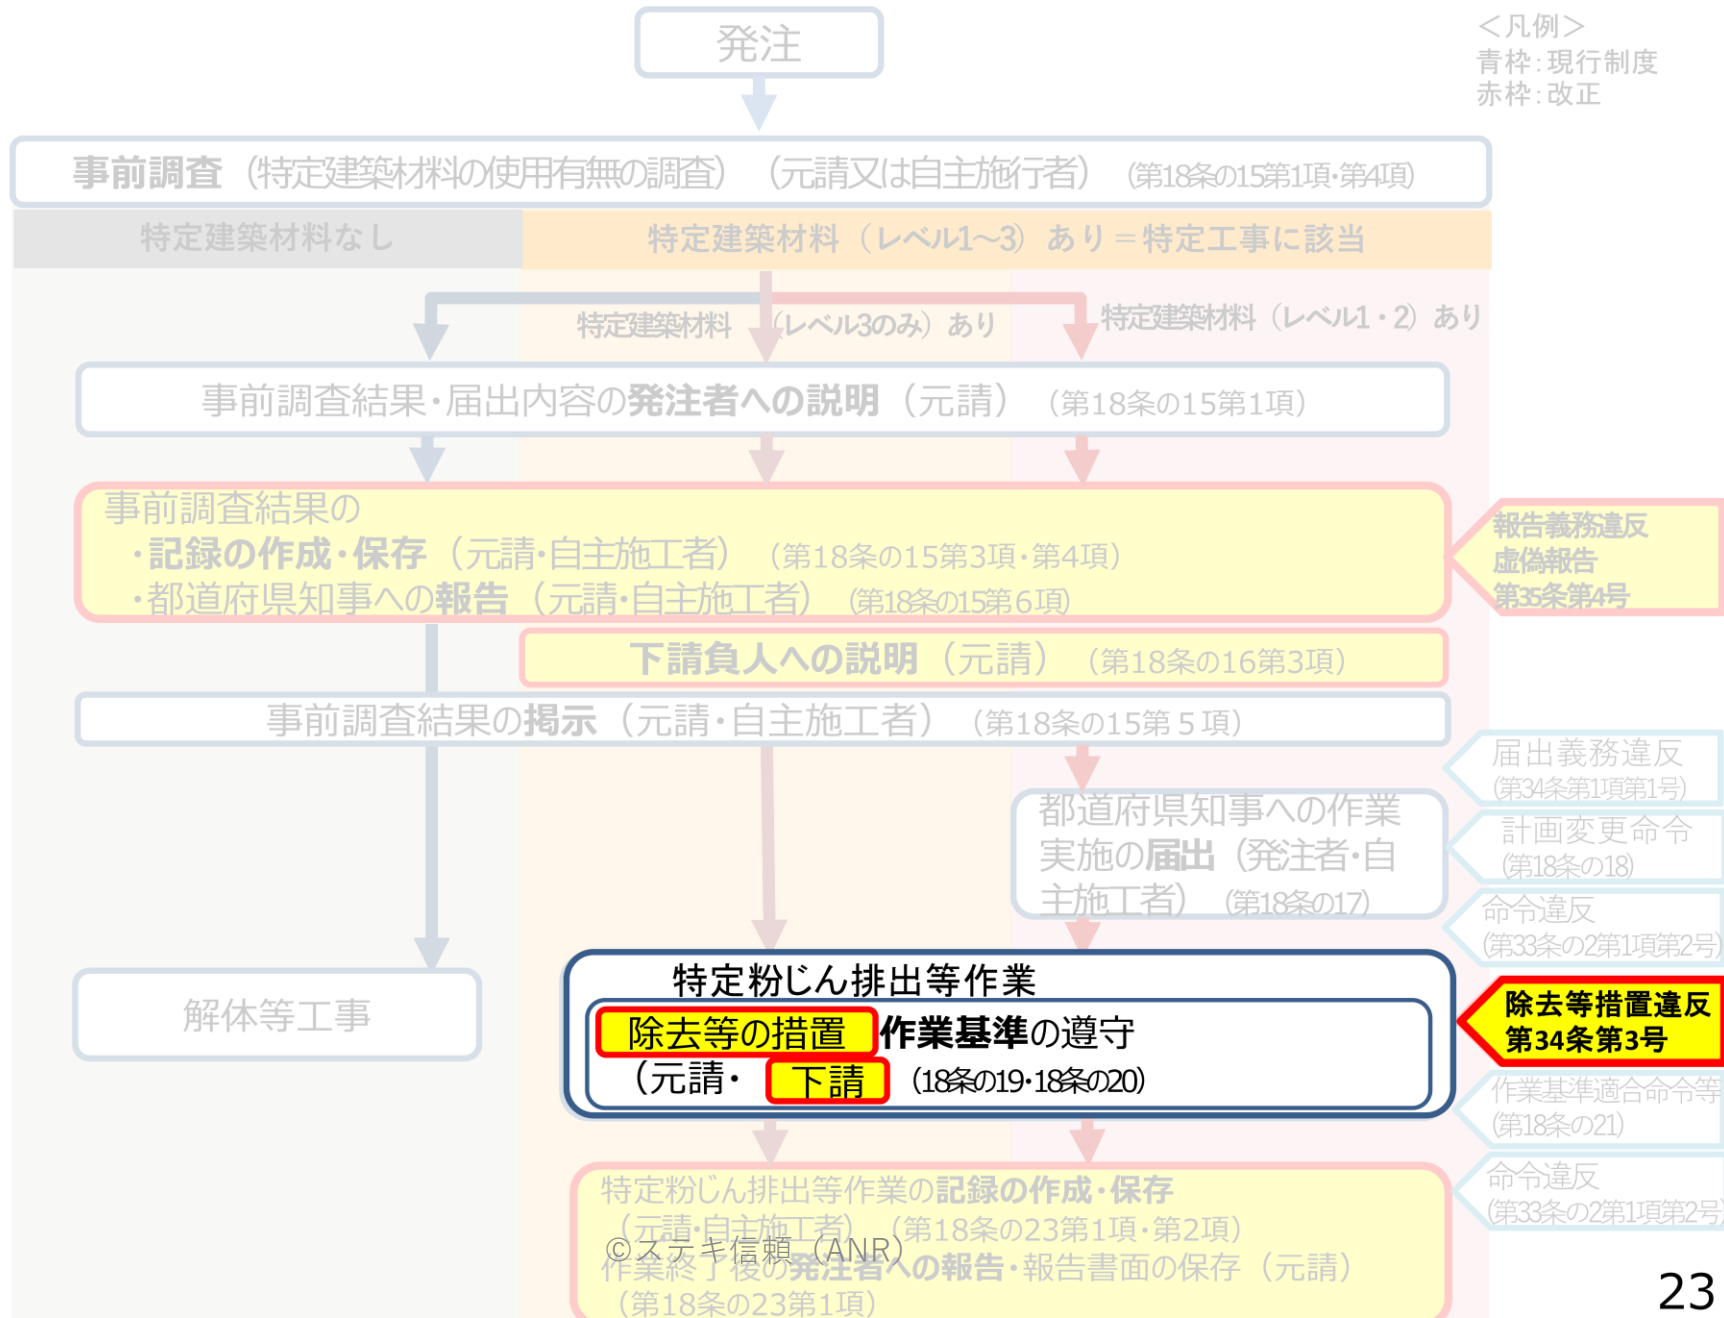 発注
＜凡例＞
青枠：現行制度
赤枠：改正
事前調査（特定建築材料の使用有無の調査）（元請又は自主施行者）（第18条の15第1項・第4項）
特定建築材料なし
特定建築材料（レベル1～3）あり＝特定工事に該当
特定建築材料（レベル3のみ）あり
特定建築材料（レベル1・2）あり
事前調査結果・届出内容の発注者への説明（元請）（第18条の15第1項）
事前調査結果の
・記録の作成・保存（元請・自主施工者）（第18条の15第3項・第4項）
・都道府県知事への報告（元請・自主施工者）（第18条の15第６項）
報告義務違反
虚偽報告
第35条第4号
下請負人への説明（元請）（第18条の16第3項）
事前調査結果の掲示（元請・自主施工者）（第18条の15第５項）
届出義務違反
(第34条第1項第1号)
都道府県知事への作業
実施の届出（発注者・自
主施工者）（第18条の17）
計画変更命令
(第18条の18)
命令違反
(第33条の2第1項第2号)
解体等工事
特定粉じん排出等作業
除去等の措置 作業基準の遵守
（元請・ 下請 （18条の19・18条の20）
除去等措置違反
第34条第3号
作業基準適合命令等
(第18条の21)
命令違反
(第33条の2第1項第2号)
特定粉じん排出等作業の記録の作成・保存
（元請・自主施工者）（第18条の23第1項・第2項）
©ステキ信頼（ANR）
作業終了後の発注者への報告・報告書面の保存（元請）
（第18条の23第1項）
23